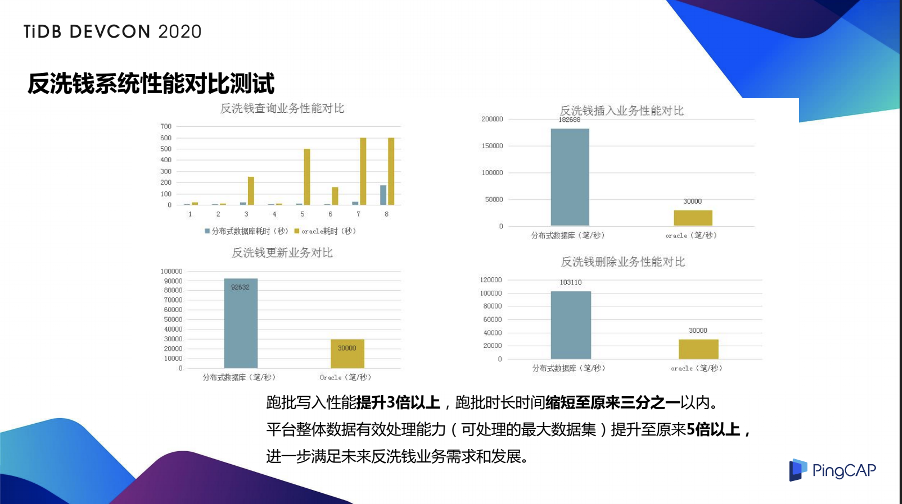 TiDB DEVCON 2020
反洗钱系统性能对比测试
反洗钱查询业务性能对比
700
600
500
400
300
200
100
0
1 2 3 4 5 6 7 8
分布式数据库耗时（秒） oracle耗时（秒）
反洗钱插入业务性能对比
200000
182688
150000
100000
50000
30000
0
分布式数据库（笔/秒） oracle（笔/秒）
反洗钱更新业务对比
100000
90000
92632
80000
70000
60000
50000
40000
30000
30000
20000
10000
0
分布式数据库（笔/秒） Oracle（笔/秒）
反洗钱删除业务性能对比
120000
103110
100000
80000
60000
40000
30000
20000
0
分布式数据库（笔/秒） oracle（笔/秒）
跑批写入性能提升3倍以上，跑批时长时间缩短至原来三分之一以内。
平台整体数据有效处理能力（可处理的最大数据集）提升至原来5倍以上，
进一步满足未来反洗钱业务需求和发展。
PingCAP